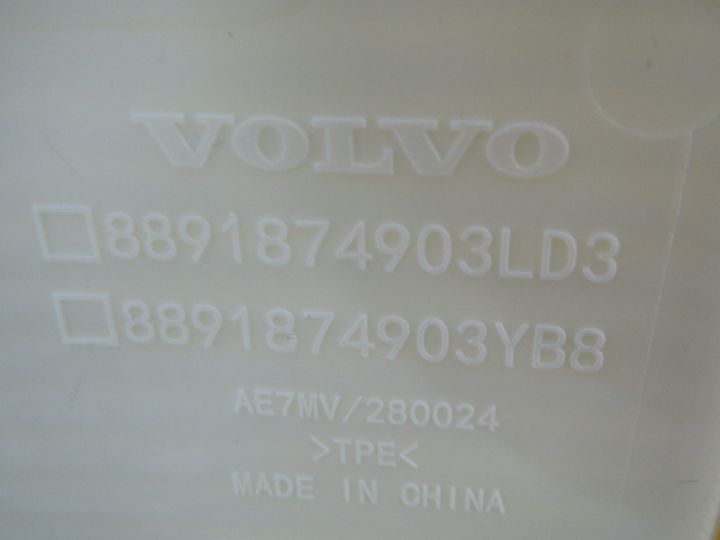 VOLVO
8891874903LD3
8891874903YB8
AE7MV/280024
>TPE<
MADE IN CHINA